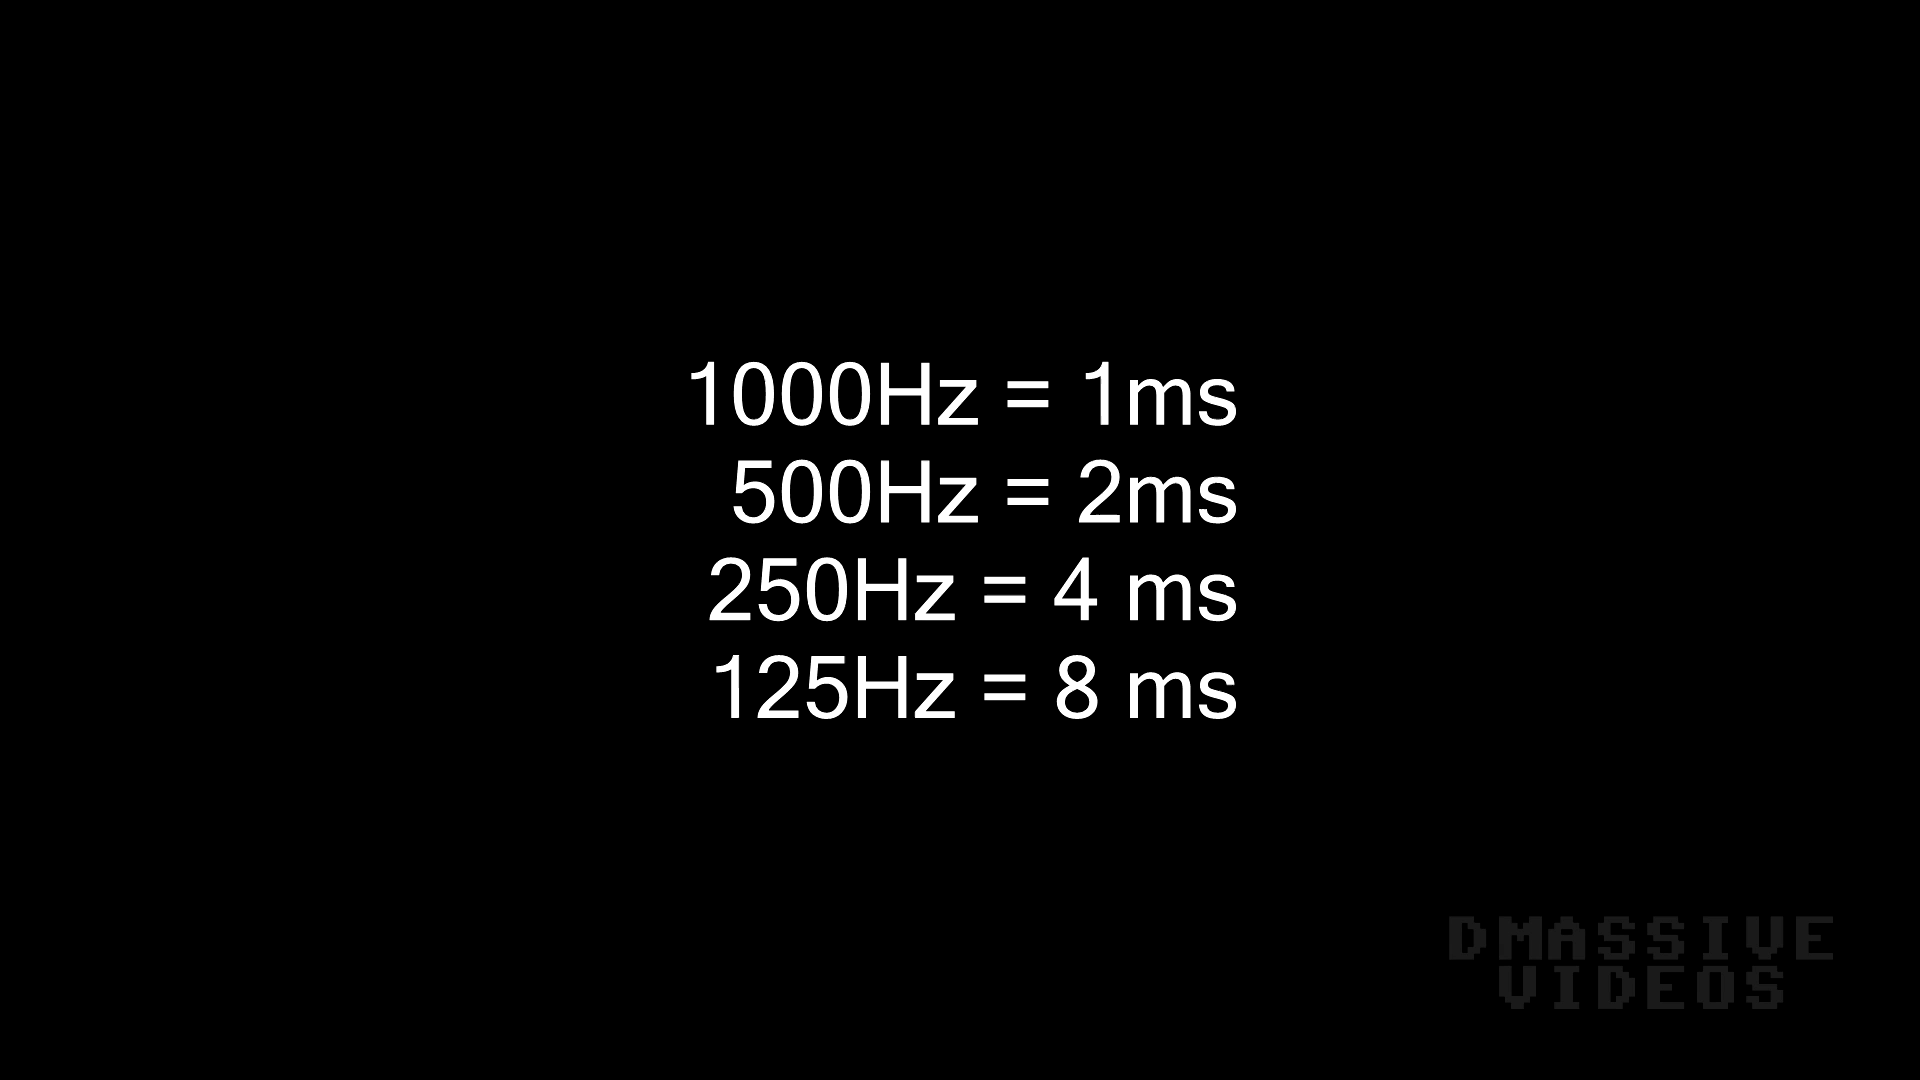 1000Hz = 1ms
500Hz = 2ms
250Hz = 4 ms
125Hz = 8 ms
DMASSIVE
VIDEOS